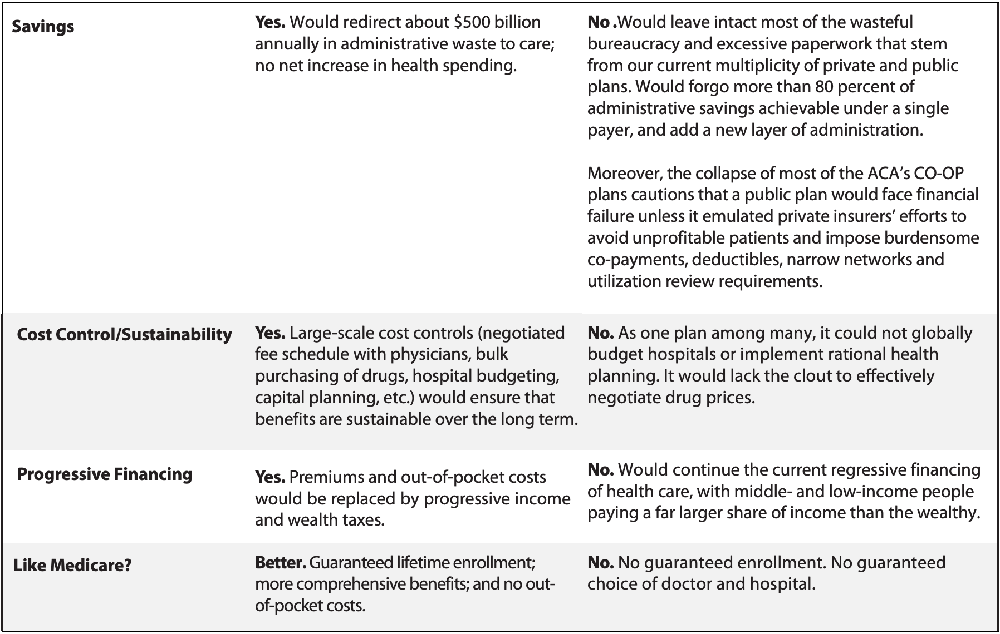 Savings
Yes. Would redirect about $500 billion
annually in administrative waste to care;
no net increase in health spending.
No .Would leave intact most of the wasteful
bureaucracy and excessive paperwork that stem
from our current multiplicity of private and public
plans. Would forgo more than 80 percent of
administrative savings achievable under a single
payer, and add a new layer of administration.
Moreover, the collapse of most of the ACA’s CO-OP
plans cautions that a public plan would face financial
failure unless it emulated private insurers’ efforts to
avoid unprofitable patients and impose burdensome
co-payments, deductibles, narrow networks and
utilization review requirements.
Cost Control/Sustainability
Yes. Large-scale cost controls (negotiated
fee schedule with physicians, bulk
purchasing of drugs, hospital budgeting,
capital planning, etc.) would ensure that
benefits are sustainable over the long term.
No. As one plan among many, it could not globally
budget hospitals or implement rational health
planning. It would lack the clout to effectively
negotiate drug prices.
Progressive Financing
Yes. Premiums and out-of-pocket costs
would be replaced by progressive income
and wealth taxes.
No. Would continue the current regressive financing
of health care, with middle- and low-income people
paying a far larger share of income than the wealthy.
Like Medicare?
Better. Guaranteed lifetime enrollment;
more comprehensive benefits; and no out-
of-pocket costs.
No. No guaranteed enrollment. No guaranteed
choice of doctor and hospital.